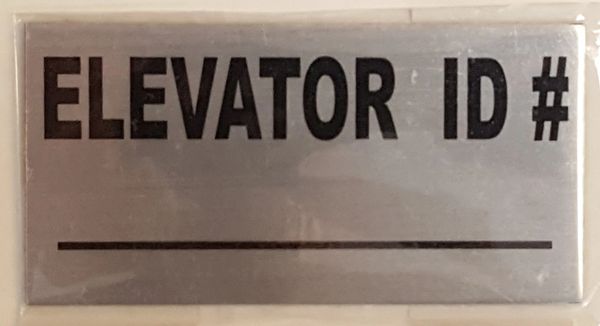 ELEVATOR ID #